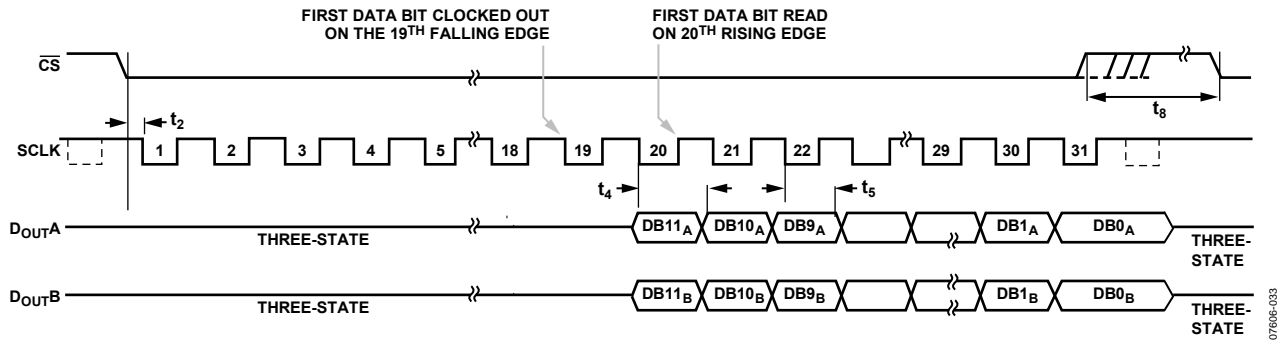 FIRST DATA BIT CLOCKED OUT
ON THE 19TH FALLING EDGE
FIRST DATA BIT READ
ON 20TH RISING EDGE
CS
t8
t2
SCLK
1 2 3 4 5 18 19 20 21 22 29 30 31
t4
t5
DOUTA
THREE-STATE
DB11A DB10A DB9A DB1A DB0A
THREE-
STATE
DOUTB
THREE-STATE
DB11B DB10B DB9B DB1B DB0B
THREE-
STATE
07606-033